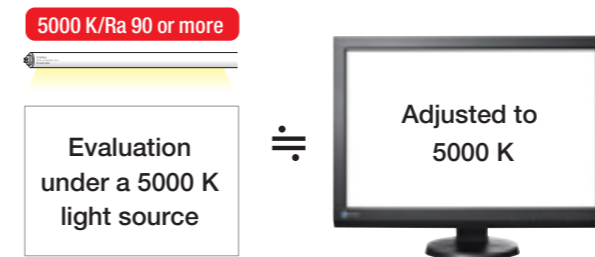 5000 K/Ra 90 or more
Evaluation
under a 5000 K
light source
≒
Adjusted to
5000 K